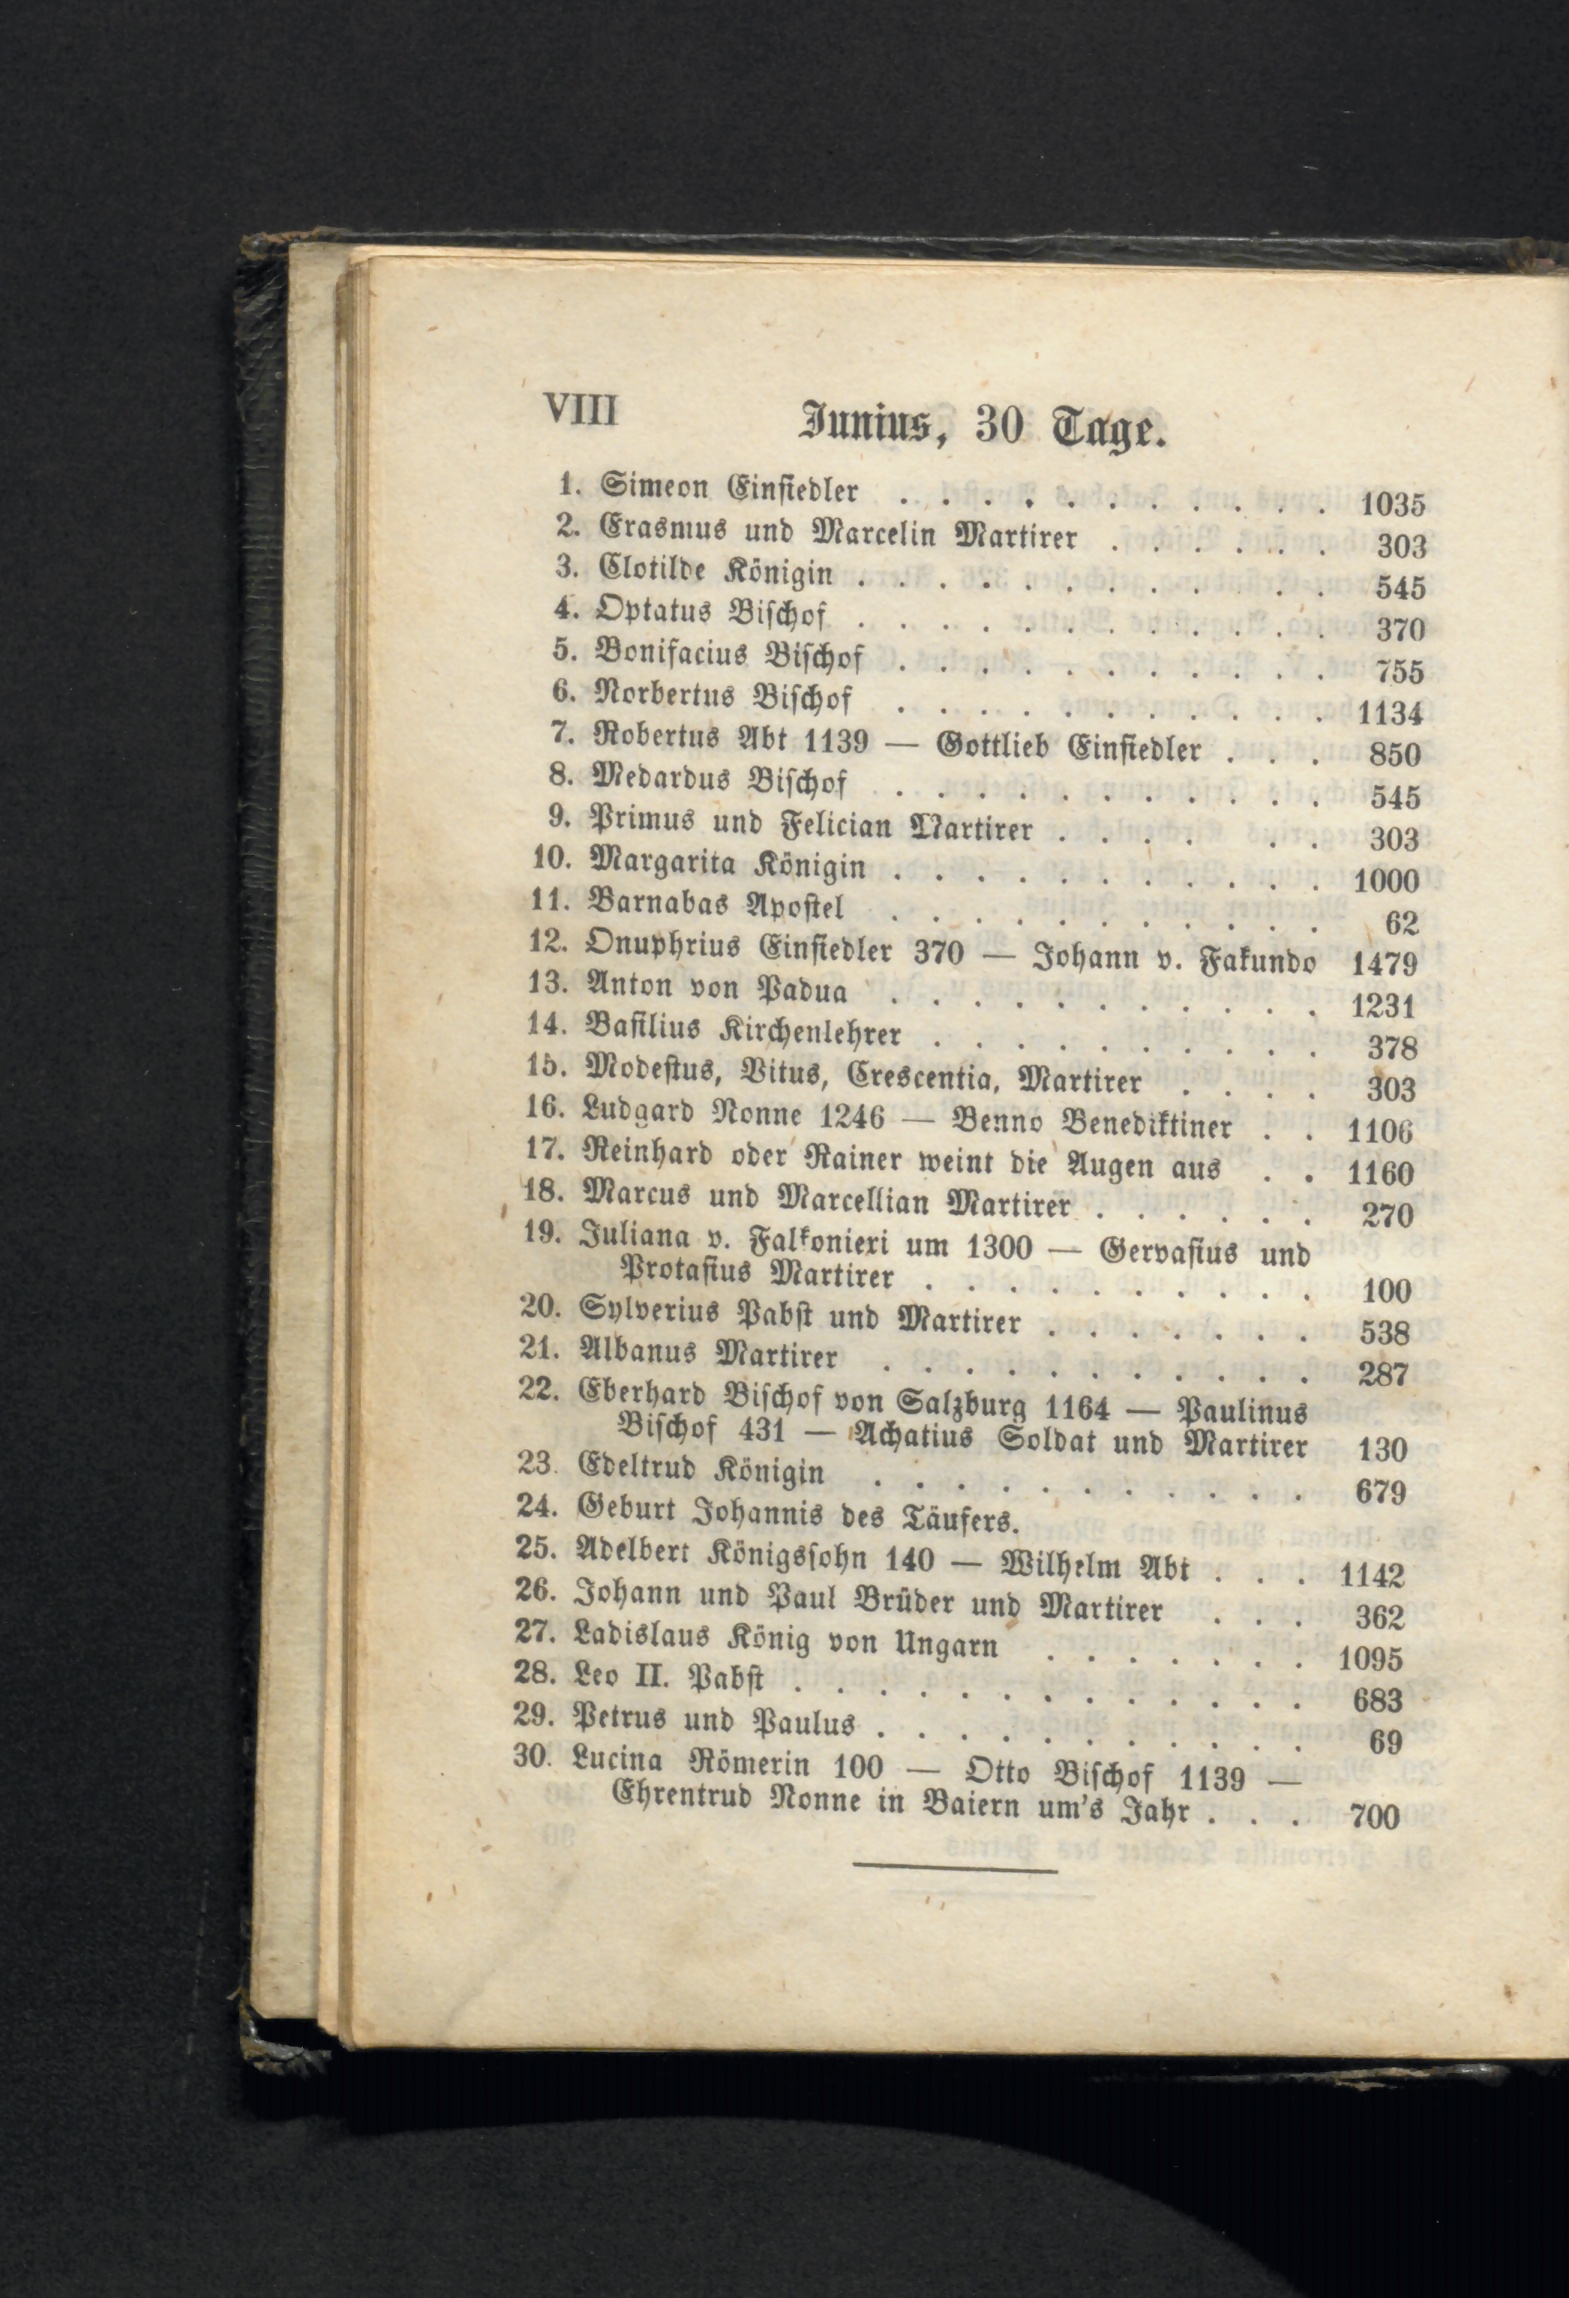 VIII Junius, 30 Tage.
1. Simeon Einsiedler . . . . . . . . . . . 1035
2. Erasmus und Marcelin Martirer . . . . . . 303
3. Clotilde Königin . . . . . . . . . . . . 545
4. Optatus Bischof . . . . . . . . . . . . 370
5. Bonifacius Bischof . . . . . . . . . . . 755
6. Norbertus Bischof . . . . . . . . . . . 1134
7. Robertus Abt 1139 — Gottlieb Einsiedler . . . 850
8. Medardus Bischof . . . . . . . . . . . 545
9. Primus und Felician Martirer . . . . . . 303
10. Margarita Königin . . . . . . . . . . . 1000
11. Barnabas Apostel . . . . . . . . . . . 62
12. Onuphrius Einsiedler 370 — Johann v. Fakundo 1479
13. Anton von Padua . . . . . . . . . . . 1231
14. Basilius Kirchenlehrer . . . . . . . . . . 378
15. Modestus, Vitus, Crescentia, Martirer . . . . 303
16. Ludgard Nonne 1246 — Benno Benediktiner . . 1106
17. Reinhard oder Rainer weint die Augen aus . . 1160
18. Marcus und Marcellian Martirer . . . . . . 270
19. Juliana v. Falkonieri um 1300 — Gervasius und
Protasius Martirer . . . . . . . . . . 100
20. Sylverius Pabst und Martirer . . . . . . . 538
21. Albanus Martirer . . . . . . . . . . . 287
22. Eberhard Bischof von Salzburg 1164 — Paulinus
Bischof 431 — Achatius Soldat und Martirer 130
23. Edeltrud Königin . . . . . . . . . . . 679
24. Geburt Johannis des Täufers.
25. Adelbert Königssohn 140 — Wilhelm Abt . . . 1142
26. Johann und Paul Brüder und Martirer . . . 362
27. Ladislaus König von Ungarn . . . . . . . 1095
28. Leo II. Pabst . . . . . . . . . . . . . 683
29. Petrus und Paulus . . . . . . . . . . . 69
30. Lucina Römerin 100 — Otto Bischof 1139 —
Ehrentrud Nonne in Baiern um's Jahr . . . 700